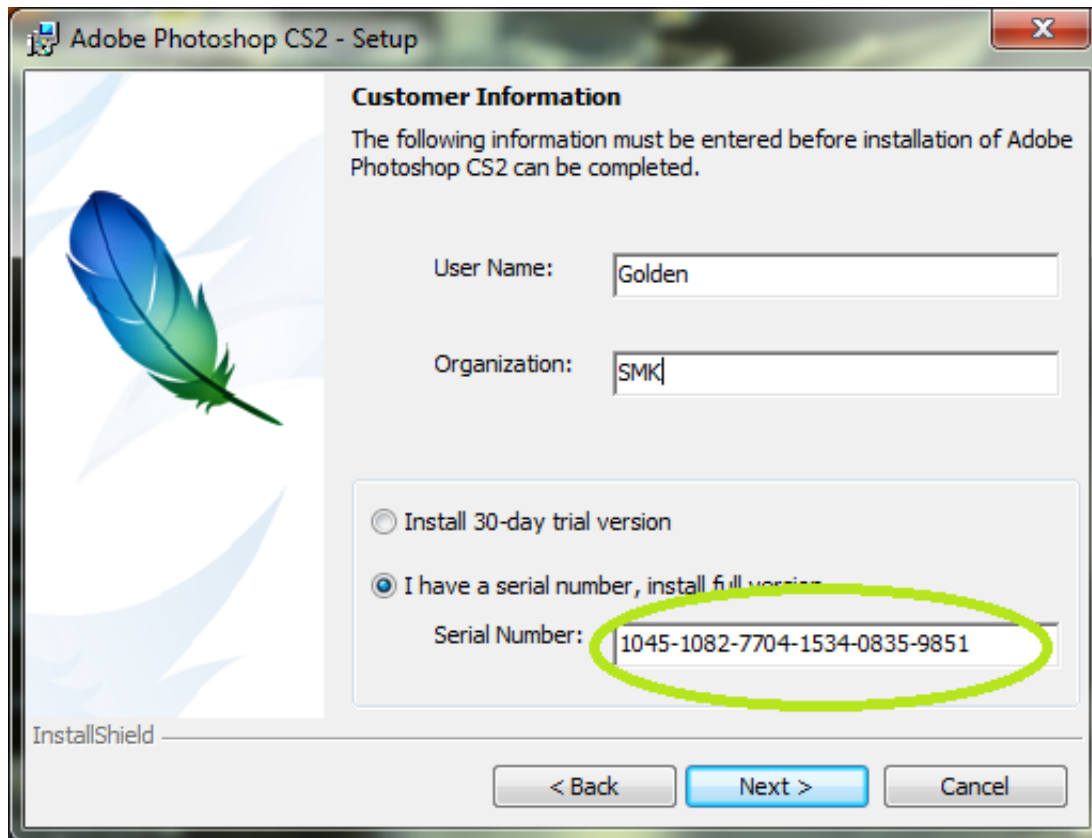 Adobe Photoshop CS2 - Setup
Customer Information
The following information must be entered before installation of Adobe
Photoshop CS2 can be completed.
User Name: Golden
Organization: SMK
Install 30-day trial version
I have a serial number, install full version
Serial Number: 1045-1082-7704-1534-0835-9851
InstallShield
< Back Next > Cancel